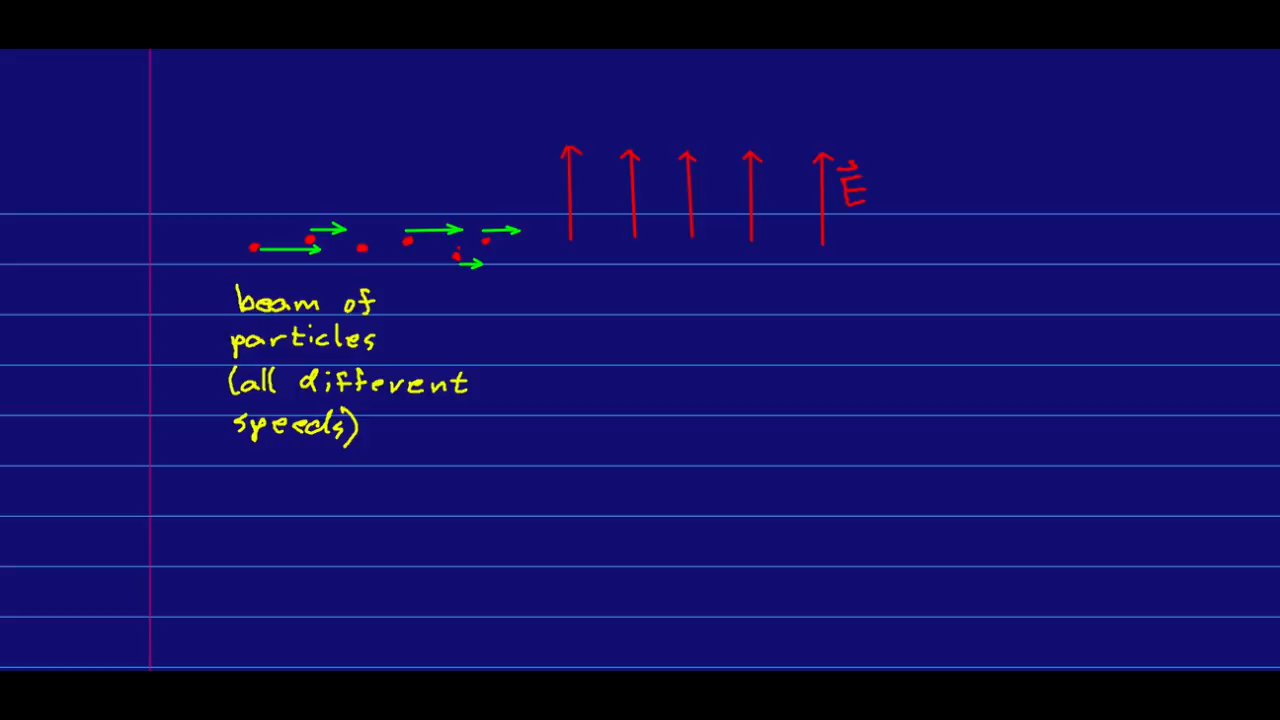 E
beam of
particles
(all different
speeds)